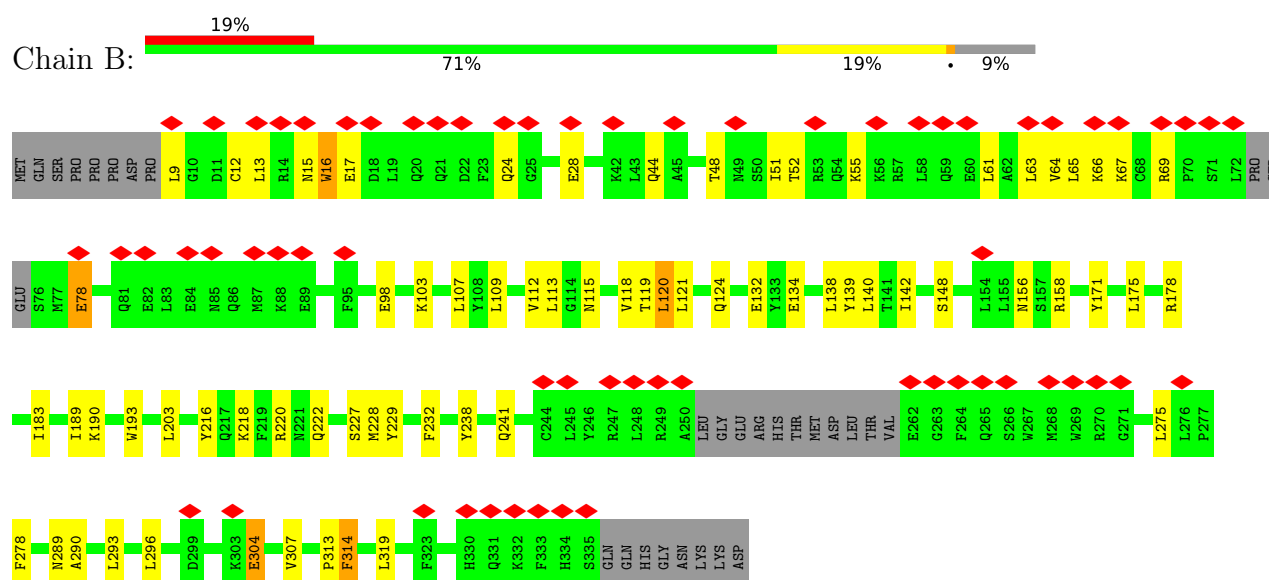 19%
Chain B:
71% 19% • 9%
MET GLN SER PRO PRO PRO ASP PRO L9 G10 D11 C12 L13 R14 N15 W16 E17 D18 L19 Q20 Q21 D22 F23 Q24 G25 E28 K42 L43 Q44 A45 T48 N49 S50 I51 T52 R53 Q54 K55 K56 R57 L58 Q59 E60 L61 A62 L63 V64 L65 K66 K67 C68 R69 P70 S71 L72 PRO
GLU S76 M77 E78 Q81 E82 L83 E84 N85 Q86 M87 K88 E89 F95 E98 K103 L107 Y108 L109 V112 L113 G114 N115 V118 T119 L120 L121 Q124 E132 Y133 E134 L138 Y139 L140 T141 I142 S148 L154 L155 N156 S157 R158 Y171 L175 R178
I183 I189 K190 W193 L203 Y216 Q217 K218 F219 R220 N221 Q222 S227 M228 Y229 F232 Y238 Q241 C244 L245 Y246 R247 L248 R249 A250 LEU GLY GLU ARG HIS THR MET ASP LEU THR VAL E262 G263 F264 Q265 S266 W267 M268 W269 R270 G271 L275 L276 P277
F278 N289 A290 L293 L296 D299 K303 E304 V307 P313 F314 L319 F323 H330 Q331 K332 F333 H334 S335 GLN GLN HIS GLY ASN LYS LYS ASP